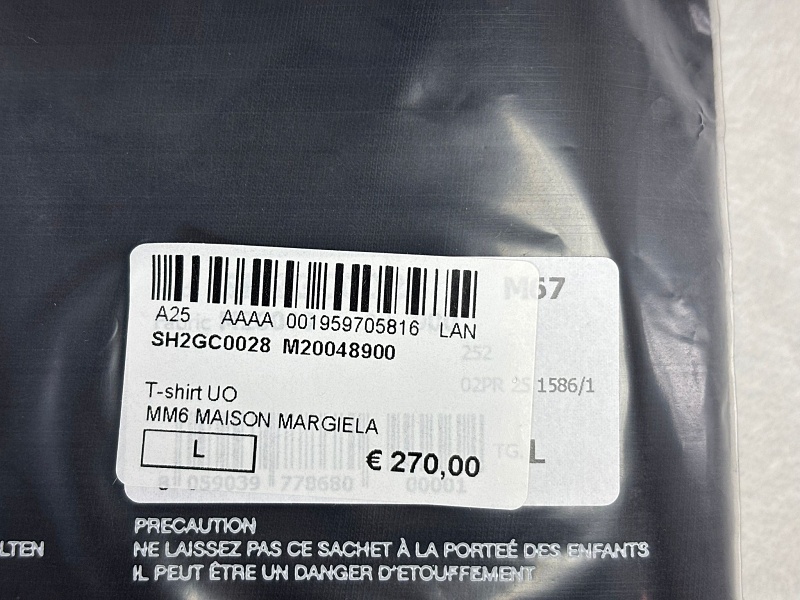 M67
A25 AAAA 001959705816 LAN
SH2GC0028 M20048900
252
02PR 25 1586/1
T-shirt UO
MM6 MAISON MARGIELA
L
€ 270,00
TG. L
8 059039 778680 00001
PRECAUTION
LTEN NE LAISSEZ PAS CE SACHET À LA PORTEÉ DES ENFANTS
IL PEUT ÊTRE UN DANGER D'ETOUFFEMENT